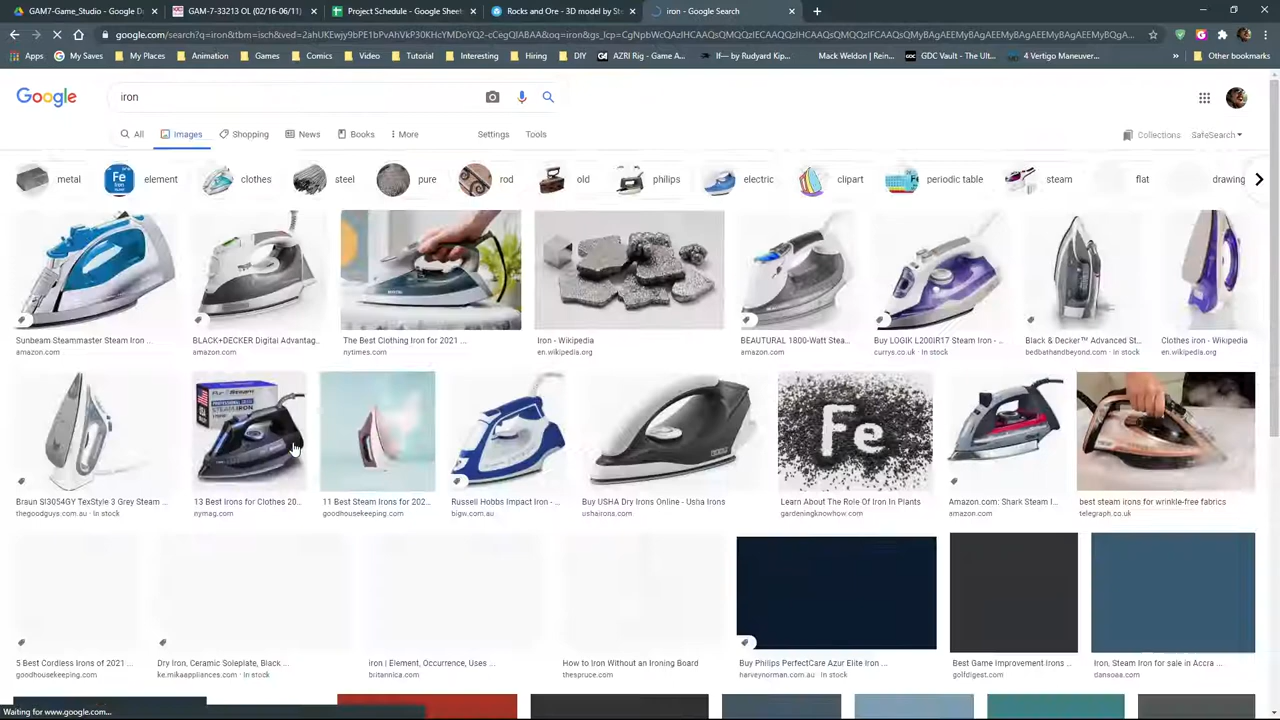 GAM7-Game_Studio - Google D
GAM-7-33213 OL (02/16-06/11)
Project Schedule - Google Sheets
Rocks and Ore - 3D model by St
iron - Google Search
google.com/search?q=iron&tbm=isch&ved=
Apps
My Saves
My Places
Animation
Games
Comics
Video
Tutorial
Interesting
Hiring
DIY
AZRI Rig - Game A...
If— by Rudyard Kip...
Mack Weldon | Rein...
GDC Vault - The Ult...
4 Vertigo Maneuver...
Other bookmarks
Google
iron
All
Images
Shopping
News
Books
More
Settings
Tools
Collections
SafeSearch
metal
Fe
element
clothes
steel
pure
rod
old
philips
electric
clipart
periodic table
steam
flat
drawing
Sunbeam Steammaster Steam Iron ...
amazon.com
BLACK+DECKER Digital Advantag...
amazon.com
The Best Clothing Iron for 2021 ...
nytimes.com
Iron - Wikipedia
en.wikipedia.org
BEAUTURAL 1800-Watt Stea...
amazon.com
Buy LOGIK L200IR17 Steam Iron - ...
currys.co.uk · In stock
Black & Decker™ Advanced St...
bedbathandbeyond.com · In stock
Clothes iron - Wikipedia
en.wikipedia.org
Fe
Braun SI3054GY TexStyle 3 Grey Steam ...
thegoodguys.com.au · In stock
13 Best Irons for Clothes 20...
nymag.com
11 Best Steam Irons for 202...
goodhousekeeping.com
Russell Hobbs Impact Iron - ...
bigw.com.au
Buy USHA Dry Irons Online - Usha Irons
ushairons.com
Learn About The Role Of Iron In Plants
gardeningknowhow.com
Amazon.com: Shark Steam I...
amazon.com
best steam irons for wrinkle-free fabrics
telegraph.co.uk
5 Best Cordless Irons of 2021 ...
goodhousekeeping.com
Dry Iron, Ceramic Soleplate, Black ...
ke.mikaappliances.com · In stock
iron | Element, Occurrence, Uses ...
britannica.com
How to Iron Without an Ironing Board
thespruce.com
Buy Philips PerfectCare Azur Elite Iron ...
harveynorman.com.au · In stock
Best Game Improvement Irons ...
golfdigest.com
Iron, Steam Iron for sale in Accra ...
dansoaa.com
Waiting for www.google.com...